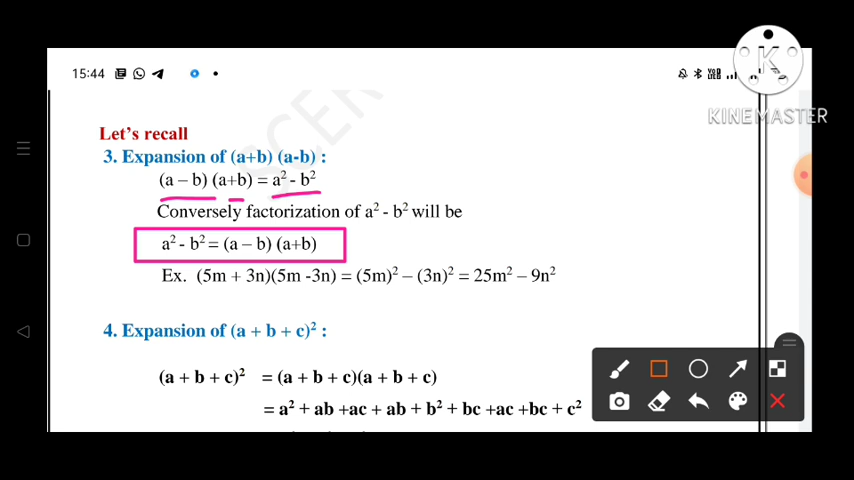 15:44
KINEMASTER
SCER
Let's recall
3. Expansion of (a+b) (a-b) :
(a – b) (a+b) = a² - b²
Conversely factorization of a² - b² will be
a² - b² = (a – b) (a+b)
Ex. (5m + 3n)(5m -3n) = (5m)² – (3n)² = 25m² – 9n²
4. Expansion of (a + b + c)² :
(a + b + c)² = (a + b + c)(a + b + c)
= a² + ab +ac + ab + b² + bc +ac +bc + c²